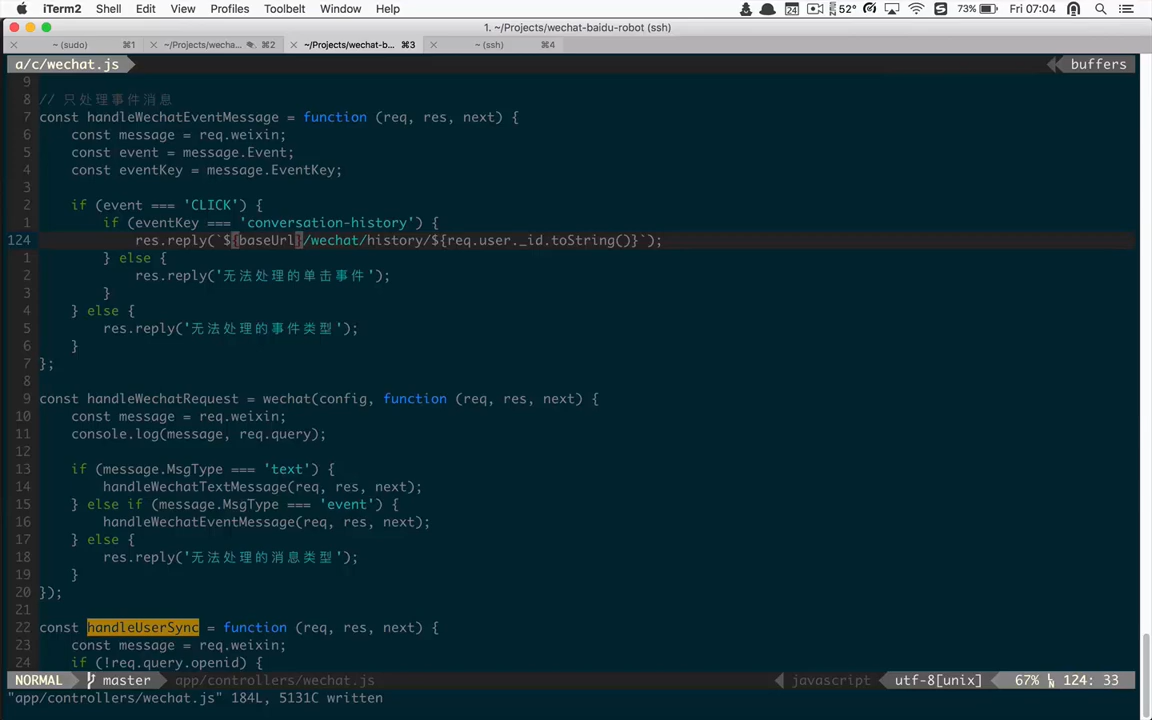 iTerm2 Shell Edit View Profiles Toolbelt Window Help 24 52° 73% Fri 07:04
1. ~/Projects/wechat-baidu-robot (ssh)
~ (sudo) ⌘1 ~/Projects/wecha... ⌘2 ~/Projects/wechat-b... ⌘3 ~ (ssh) ⌘4
a/c/wechat.js buffers
9
8 // 只处理事件消息
7 const handleWechatEventMessage = function (req, res, next) {
6 const message = req.weixin;
5 const event = message.Event;
4 const eventKey = message.EventKey;
3
2 if (event === 'CLICK') {
1 if (eventKey === 'conversation-history') {
124 res.reply(`${baseUrl}/wechat/history/${req.user._id.toString()}`);
1 } else {
2 res.reply('无法处理的单击事件');
3 }
4 } else {
5 res.reply('无法处理的事件类型');
6 }
7 };
8
9 const handleWechatRequest = wechat(config, function (req, res, next) {
10 const message = req.weixin;
11 console.log(message, req.query);
12
13 if (message.MsgType === 'text') {
14 handleWechatTextMessage(req, res, next);
15 } else if (message.MsgType === 'event') {
16 handleWechatEventMessage(req, res, next);
17 } else {
18 res.reply('无法处理的消息类型');
19 }
20 });
21
22 const handleUserSync = function (req, res, next) {
23 const message = req.weixin;
24 if (!req.query.openid) {
NORMAL master app/controllers/wechat.js javascript utf-8[unix] 67% 124: 33
"app/controllers/wechat.js" 184L, 5131C written